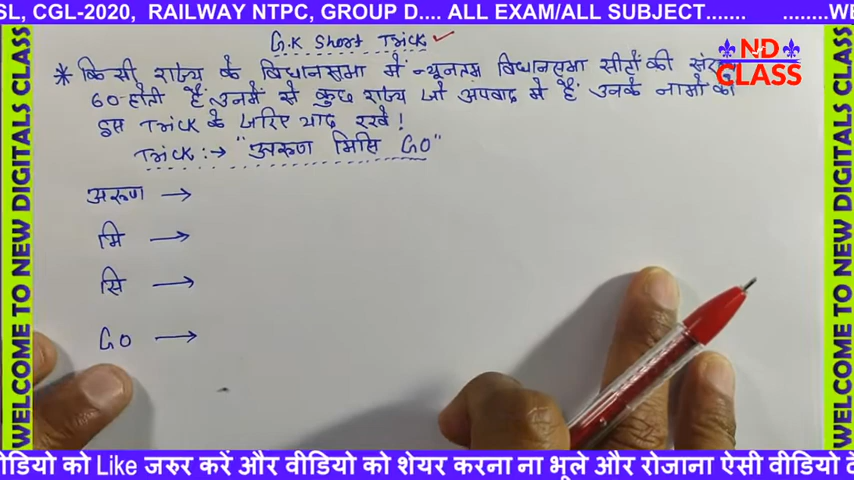 SL, CGL-2020, RAILWAY NTPC, GROUP D.... ALL EXAM/ALL SUBJECT....... ........WE
G.K Short Trick
* किसी राज्य के विधानसभा में न्यूनतम विधानसभा सीटों की
60 होती हैं उनमें से कुछ राज्य जो अपवाद में हैं उनके नामों को
इस Trick के जरिए याद रखें!
Trick:→ "अरूण मिसि GO"
अरूण →
मि →
सि →
GO →
ND
CLASS
WELCOME TO NEW DIGITALS CLASS
WELCOME TO NEW DIGITALS CLASS
डियो को Like जरुर करें और वीडियो को शेयर करना ना भूले और रोजाना ऐसी वीडियो दे